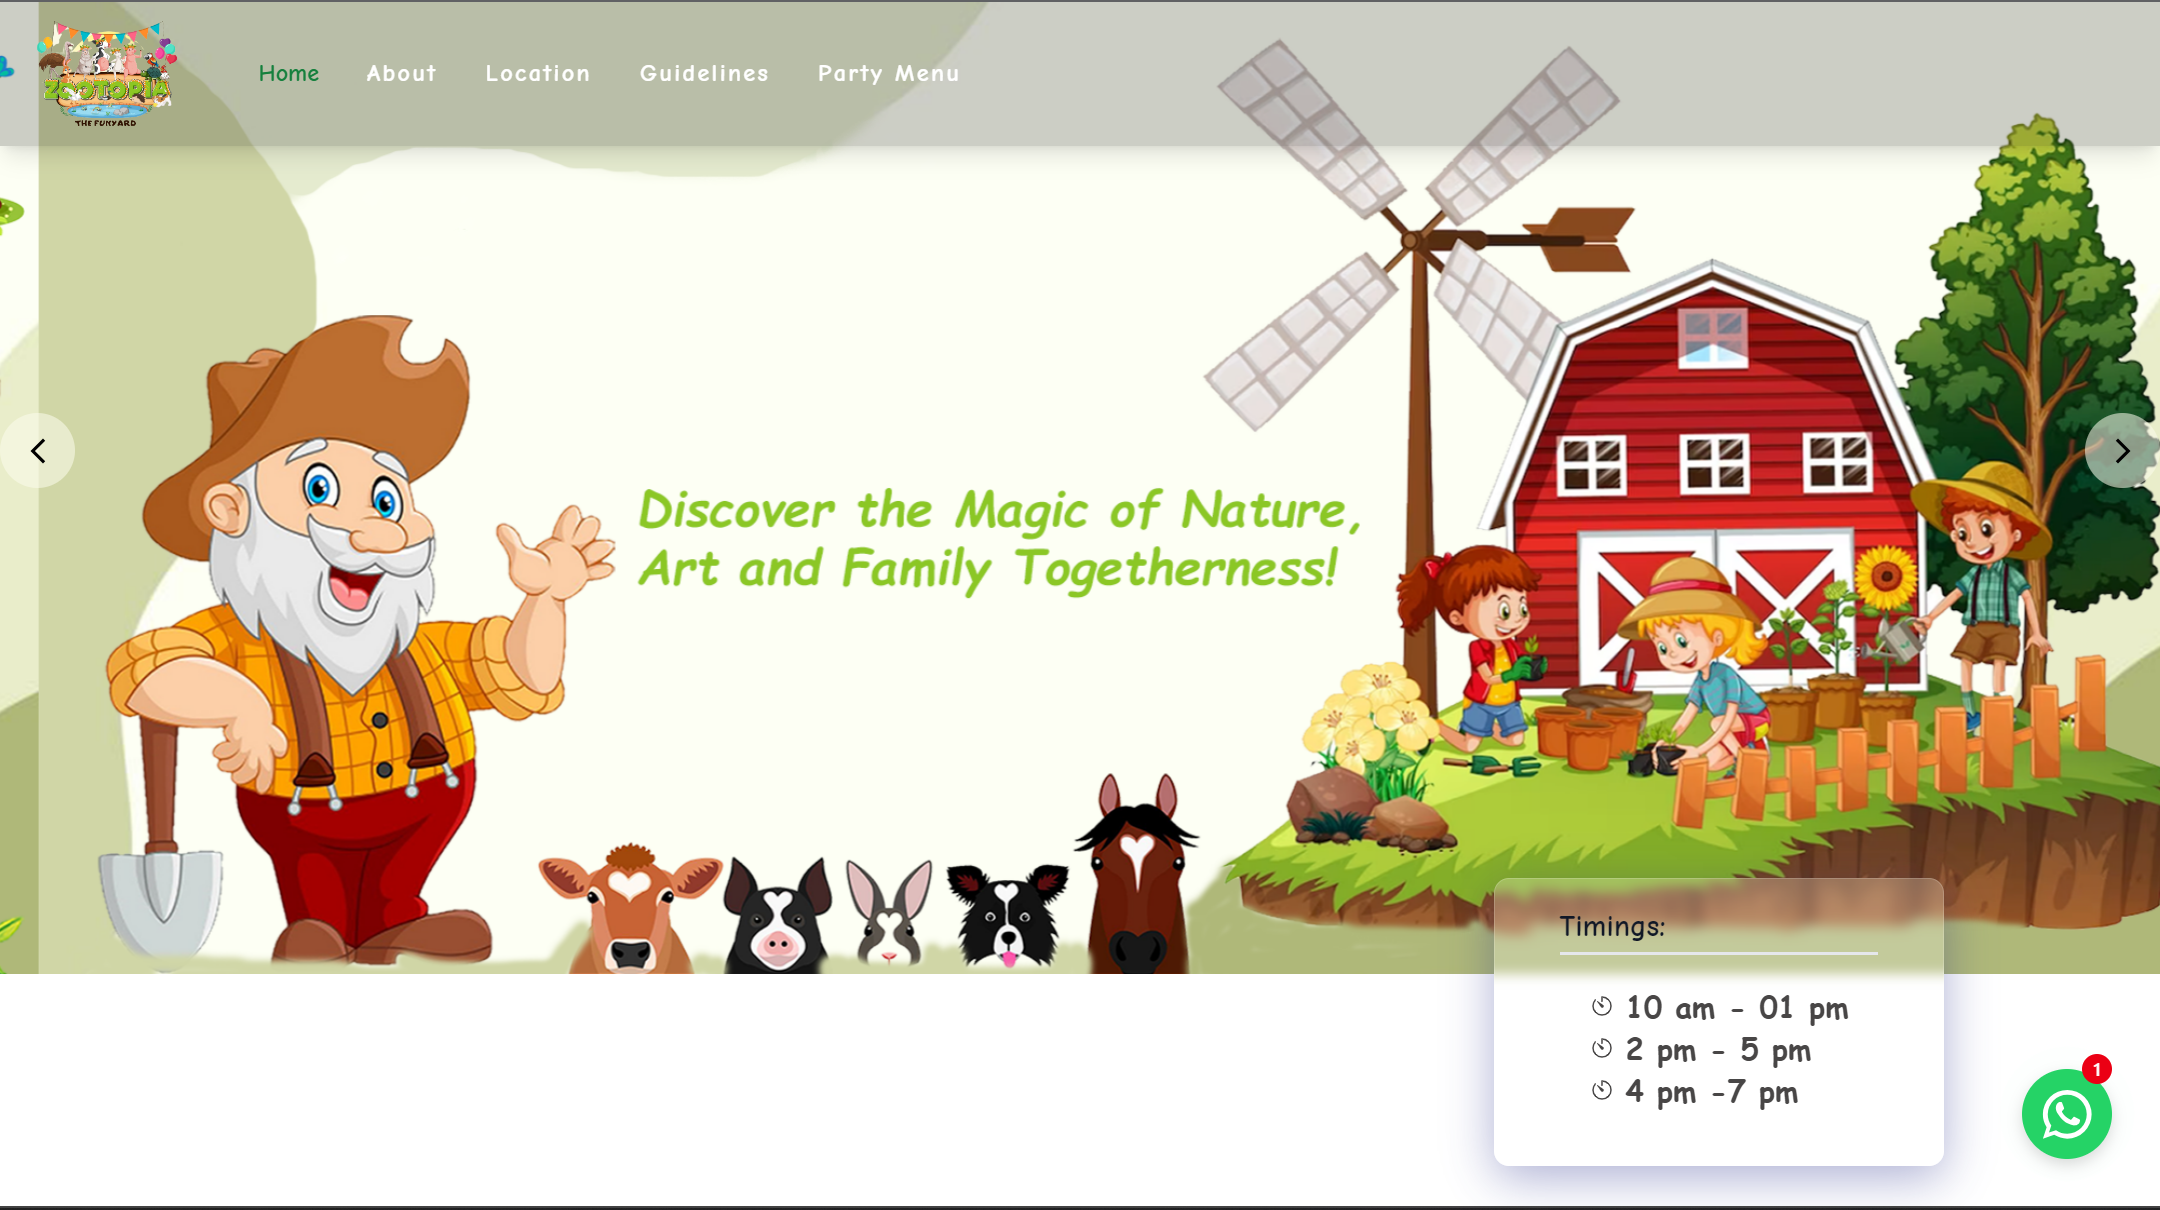 ZOOTOPIA
THE FUNYARD
Home About Location Guidelines Party Menu
Discover the Magic of Nature,
Art and Family Togetherness!
Timings:
10 am - 01 pm
2 pm - 5 pm
4 pm -7 pm
1